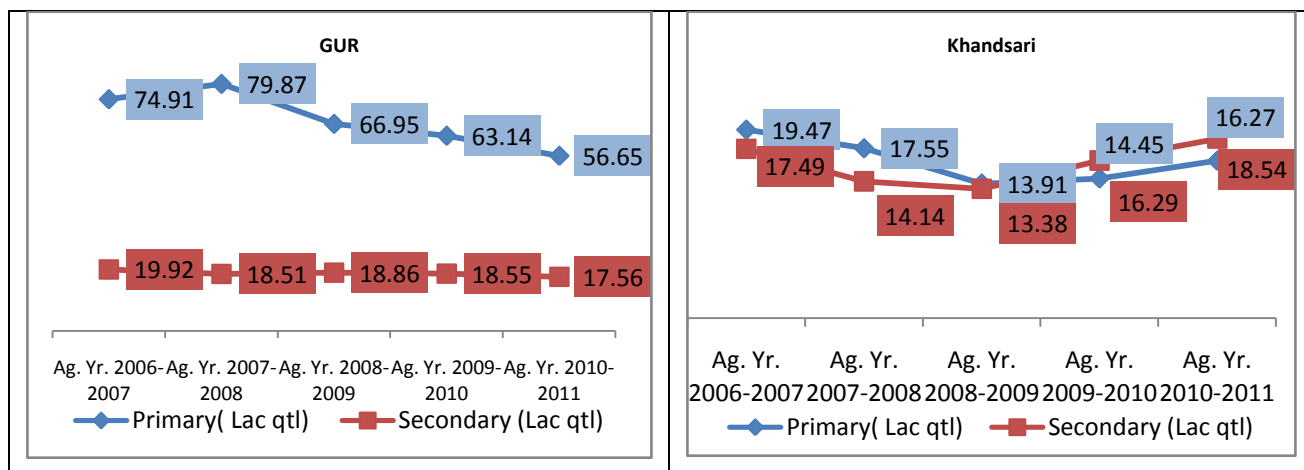 GUR
74.91
79.87
66.95
63.14
56.65
19.92
18.51
18.86
18.55
17.56
Ag. Yr. 2006-2007
Ag. Yr. 2007-2008
Ag. Yr. 2008-2009
Ag. Yr. 2009-2010
Ag. Yr. 2010-2011
Primary( Lac qtl)
Secondary (Lac qtl)
Khandsari
19.47
17.55
13.91
14.45
16.27
17.49
14.14
13.38
16.29
18.54
Ag. Yr. 2006-2007
Ag. Yr. 2007-2008
Ag. Yr. 2008-2009
Ag. Yr. 2009-2010
Ag. Yr. 2010-2011
Primary( Lac qtl)
Secondary (Lac qtl)